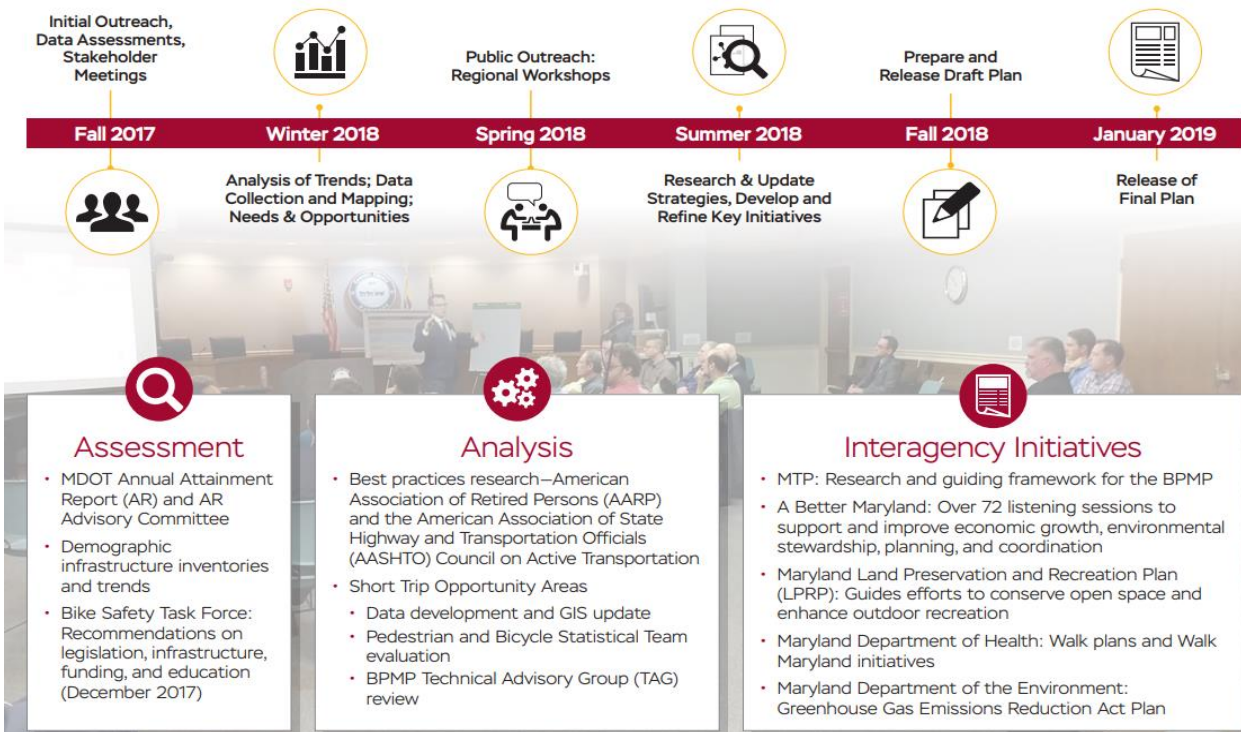 Initial Outreach,
Data Assessments,
Stakeholder
Meetings
Public Outreach:
Regional Workshops
Prepare and
Release Draft Plan
Fall 2017
Winter 2018
Spring 2018
Summer 2018
Fall 2018
January 2019
Analysis of Trends; Data
Collection and Mapping;
Needs & Opportunities
Research & Update
Strategies, Develop and
Refine Key Initiatives
Release of
Final Plan
Assessment
• MDOT Annual Attainment
Report (AR) and AR
Advisory Committee
• Demographic
infrastructure inventories
and trends
• Bike Safety Task Force:
Recommendations on
legislation, infrastructure,
funding, and education
(December 2017)
Analysis
• Best practices research—American
Association of Retired Persons (AARP)
and the American Association of State
Highway and Transportation Officials
(AASHTO) Council on Active Transportation
• Short Trip Opportunity Areas
• Data development and GIS update
• Pedestrian and Bicycle Statistical Team
evaluation
• BPMP Technical Advisory Group (TAG)
review
Interagency Initiatives
• MTP: Research and guiding framework for the BPMP
• A Better Maryland: Over 72 listening sessions to
support and improve economic growth, environmental
stewardship, planning, and coordination
• Maryland Land Preservation and Recreation Plan
(LPRP): Guides efforts to conserve open space and
enhance outdoor recreation
• Maryland Department of Health: Walk plans and Walk
Maryland initiatives
• Maryland Department of the Environment:
Greenhouse Gas Emissions Reduction Act Plan